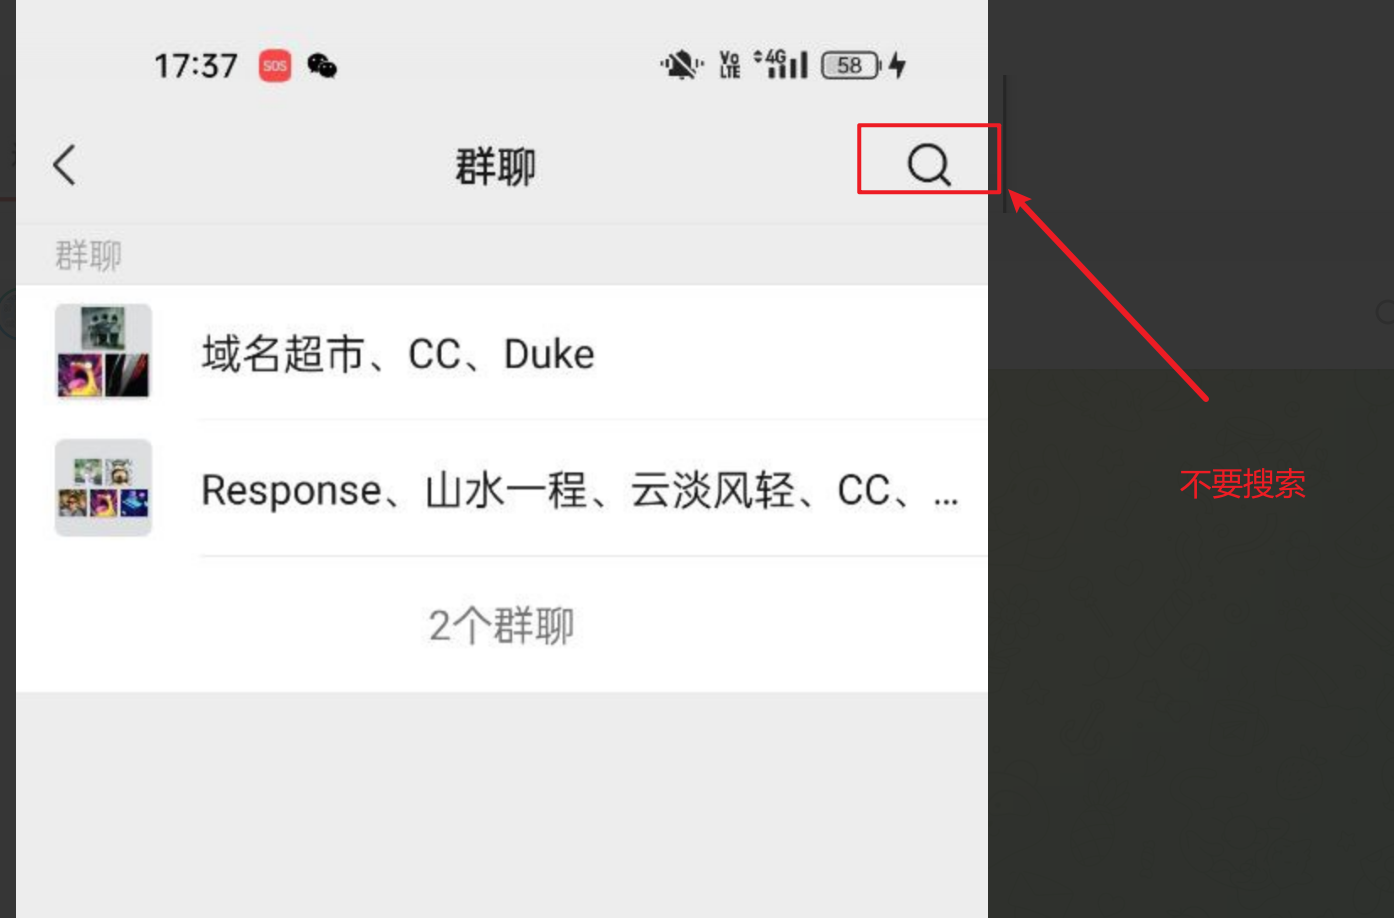 17:37 SOS Vo LTE 4G 58
群聊
群聊
域名超市、CC、Duke
Response、山水一程、云淡风轻、CC、...
不要搜索
2个群聊